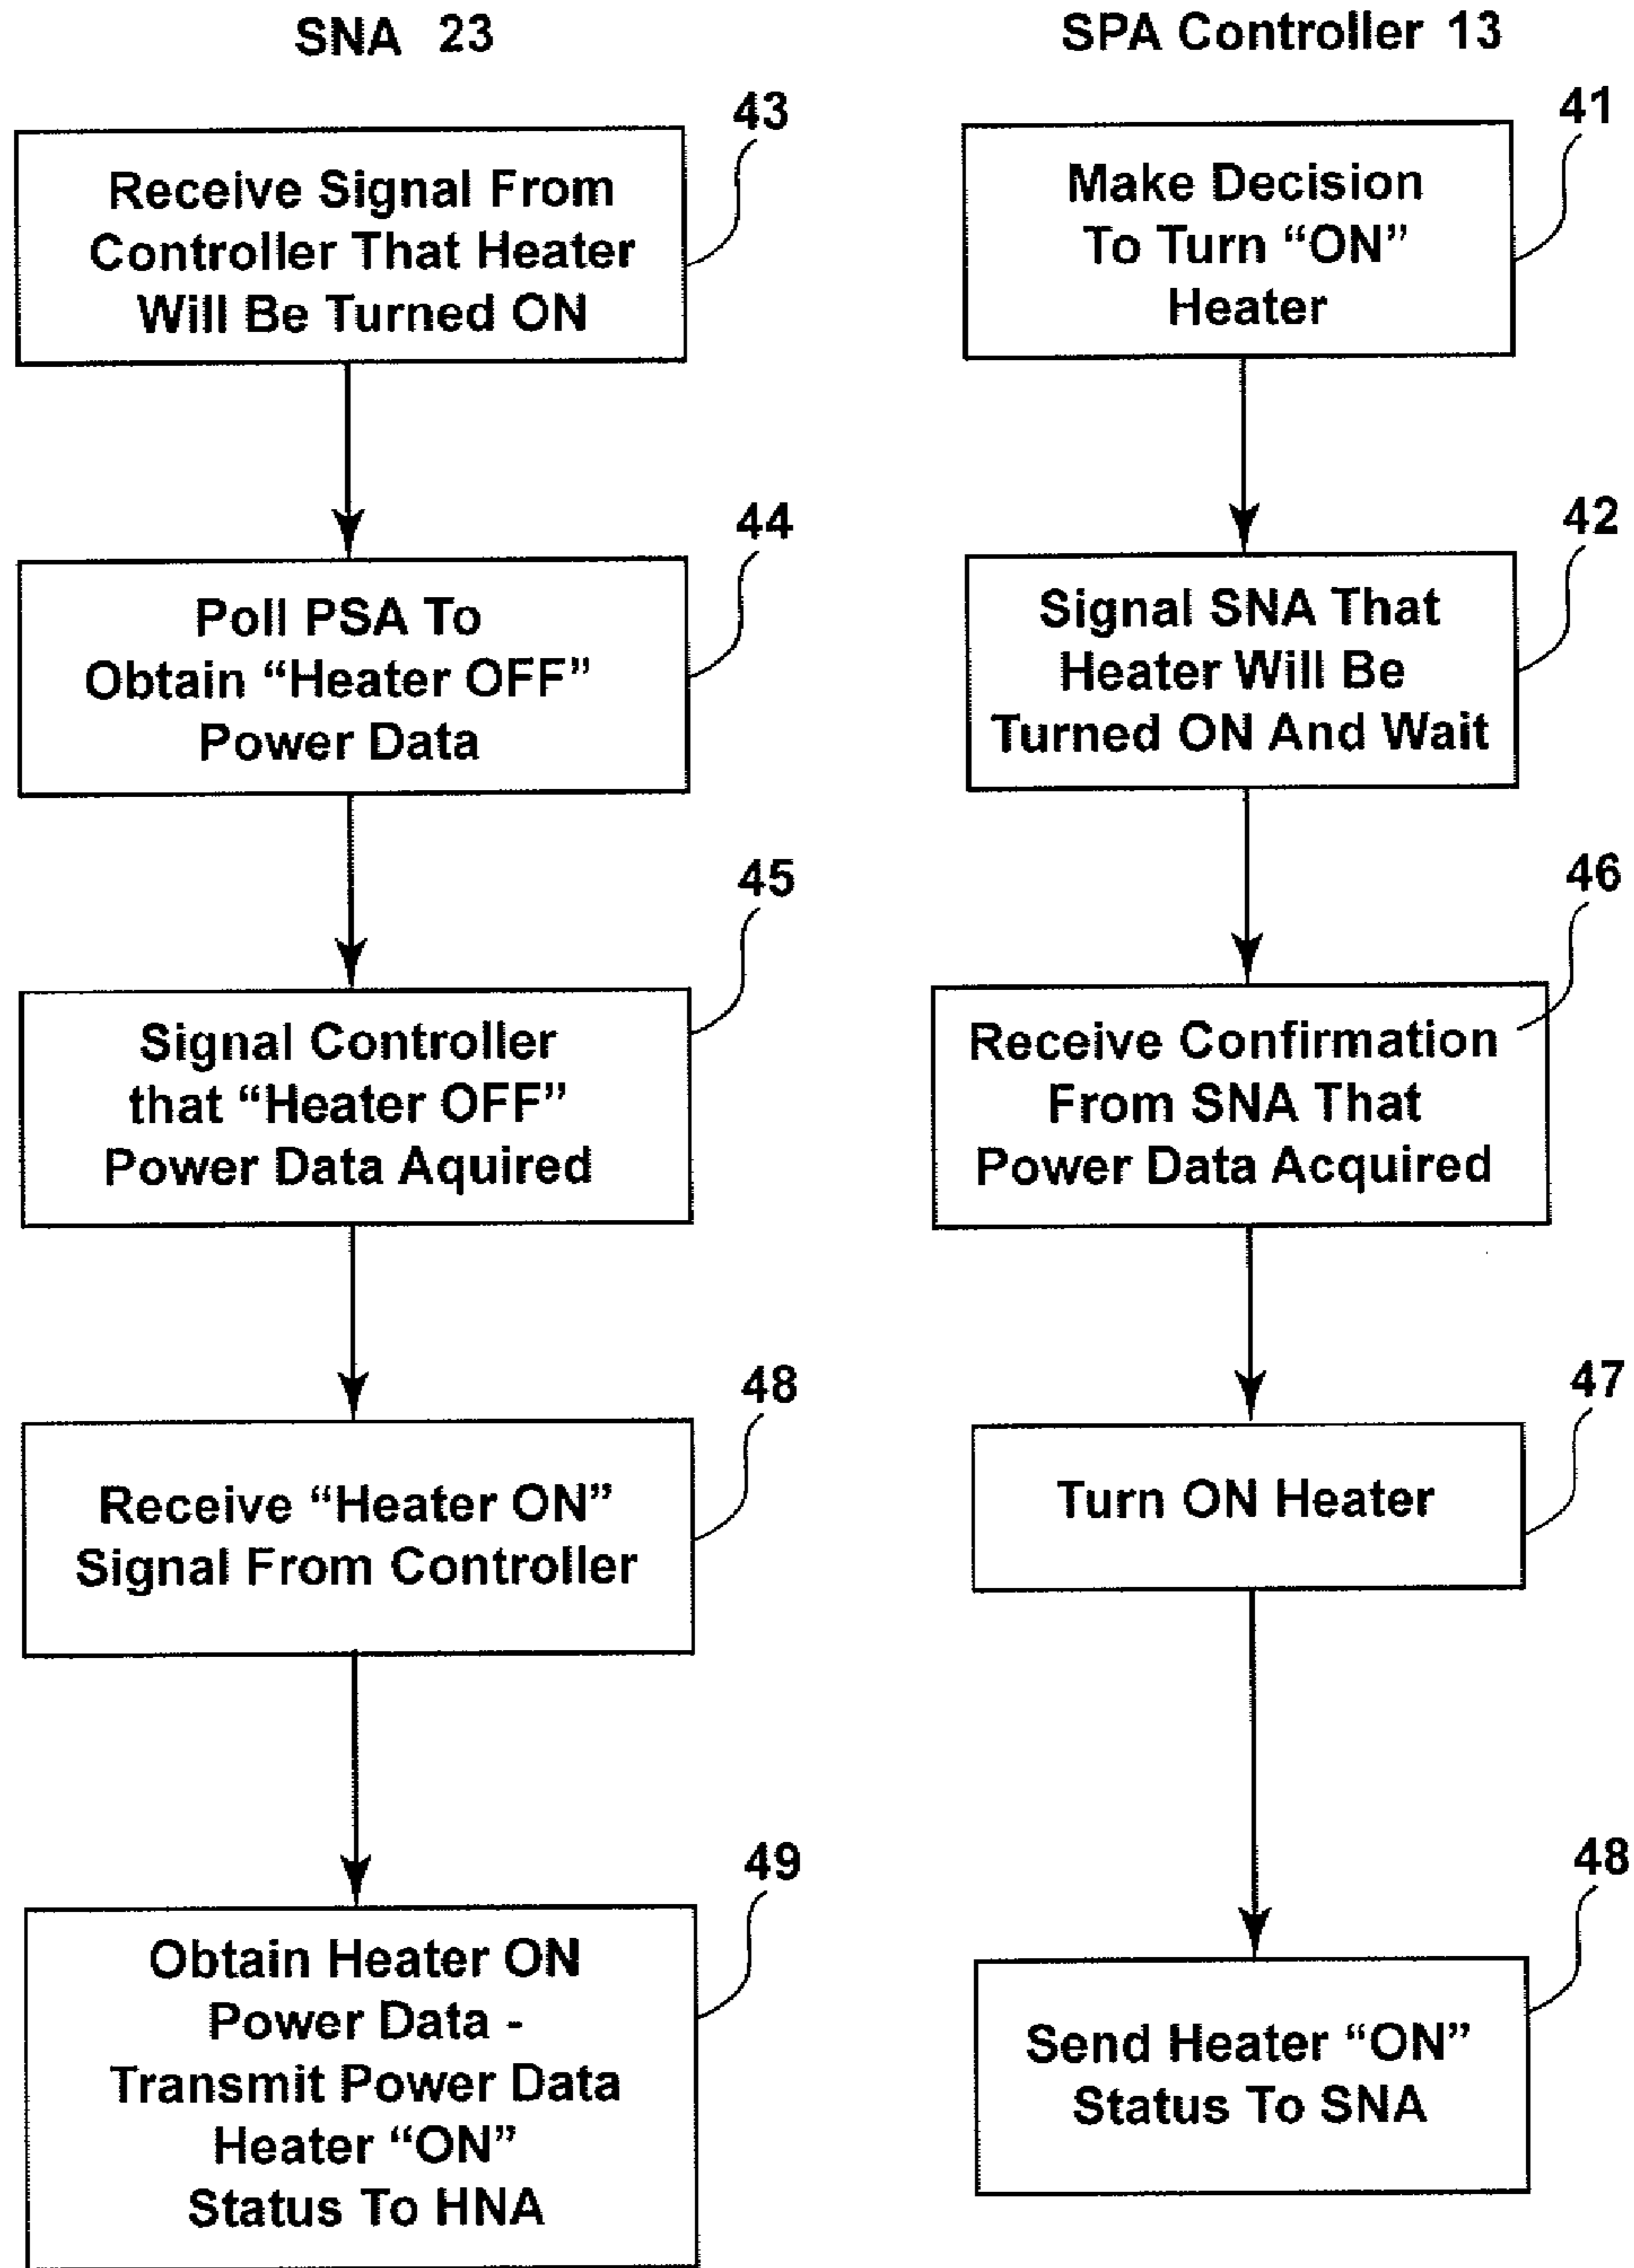 SNA 23
43
Receive Signal From
Controller That Heater
Will Be Turned ON
44
Poll PSA To
Obtain “Heater OFF”
Power Data
45
Signal Controller
that “Heater OFF”
Power Data Aquired
48
Receive “Heater ON”
Signal From Controller
49
Obtain Heater ON
Power Data -
Transmit Power Data
Heater “ON”
Status To HNA
SPA Controller 13
41
Make Decision
To Turn “ON”
Heater
42
Signal SNA That
Heater Will Be
Turned ON And Wait
46
Receive Confirmation
From SNA That
Power Data Acquired
47
Turn ON Heater
48
Send Heater “ON”
Status To SNA